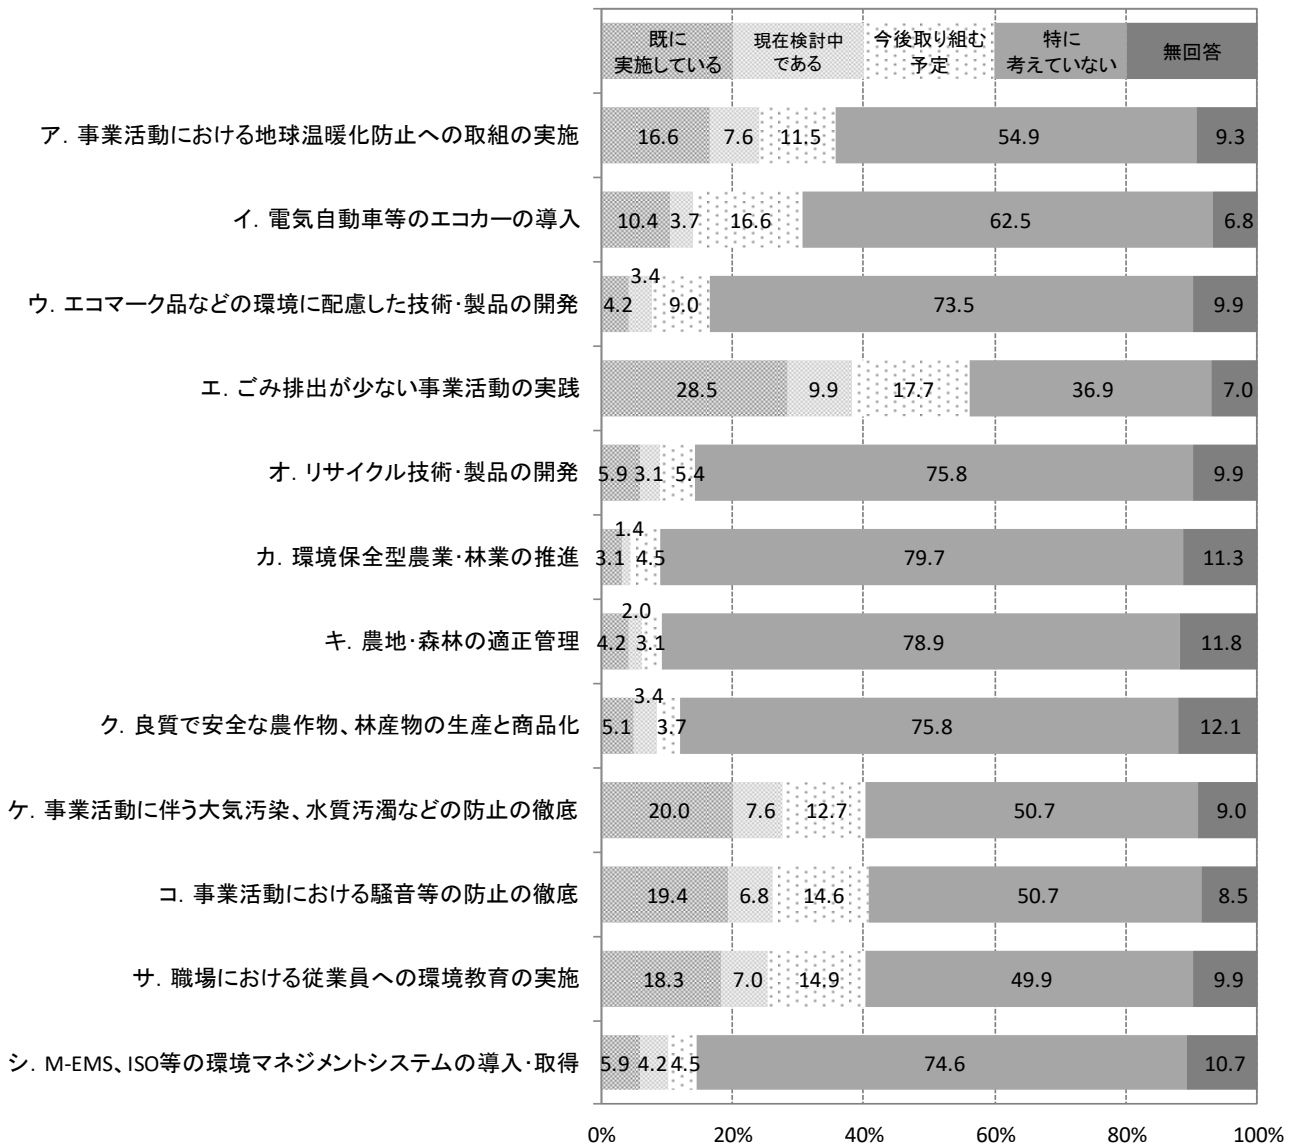 既に
実施している
現在検討中
である
今後取り組む
予定
特に
考えていない
無回答
ア. 事業活動における地球温暖化防止への取組の実施 16.6 7.6 11.5 54.9 9.3
イ. 電気自動車等のエコカーの導入 10.4 3.7 16.6 62.5 6.8
ウ. エコマーク品などの環境に配慮した技術・製品の開発 4.2 3.4 9.0 73.5 9.9
エ. ごみ排出が少ない事業活動の実践 28.5 9.9 17.7 36.9 7.0
オ. リサイクル技術・製品の開発 5.9 3.1 5.4 75.8 9.9
カ. 環境保全型農業・林業の推進 3.1 1.4 4.5 79.7 11.3
キ. 農地・森林の適正管理 4.2 2.0 3.1 78.9 11.8
ク. 良質で安全な農作物、林産物の生産と商品化 5.1 3.4 3.7 75.8 12.1
ケ. 事業活動に伴う大気汚染、水質汚濁などの防止の徹底 20.0 7.6 12.7 50.7 9.0
コ. 事業活動における騒音等の防止の徹底 19.4 6.8 14.6 50.7 8.5
サ. 職場における従業員への環境教育の実施 18.3 7.0 14.9 49.9 9.9
シ. M-EMS、ISO等の環境マネジメントシステムの導入・取得 5.9 4.2 4.5 74.6 10.7
0% 20% 40% 60% 80% 100%